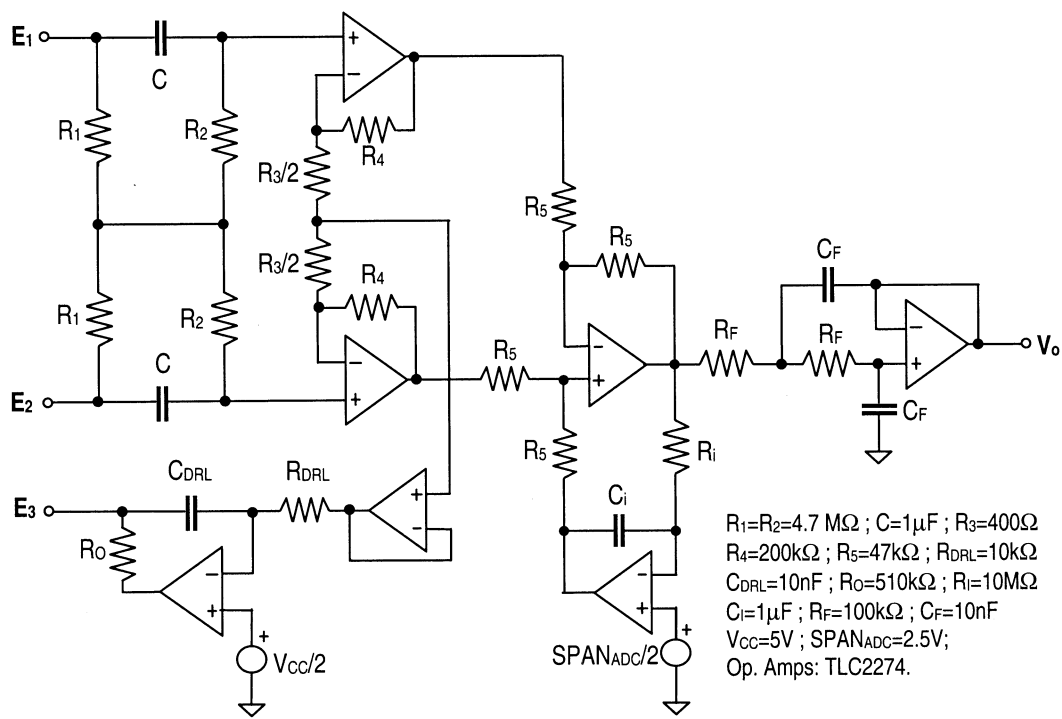 E1
C
+
−
R1
R2
R4
R3/2
R5
R3/2
R5
CF
R4
R1
R2
−
+
C
R5
−
+
RF
RF
−
+
Vo
E2
CF
R5
Ri
CDRL
RDRL
E3
+
−
Ci
RO
−
+
−
+
+
VCC/2
SPANADC/2
+
R1=R2=4.7 MΩ ; C=1μF ; R3=400Ω
R4=200kΩ ; R5=47kΩ ; RDRL=10kΩ
CDRL=10nF ; RO=510kΩ ; RI=10MΩ
CI=1μF ; RF=100kΩ ; CF=10nF
VCC=5V ; SPANADC=2.5V;
Op. Amps: TLC2274.